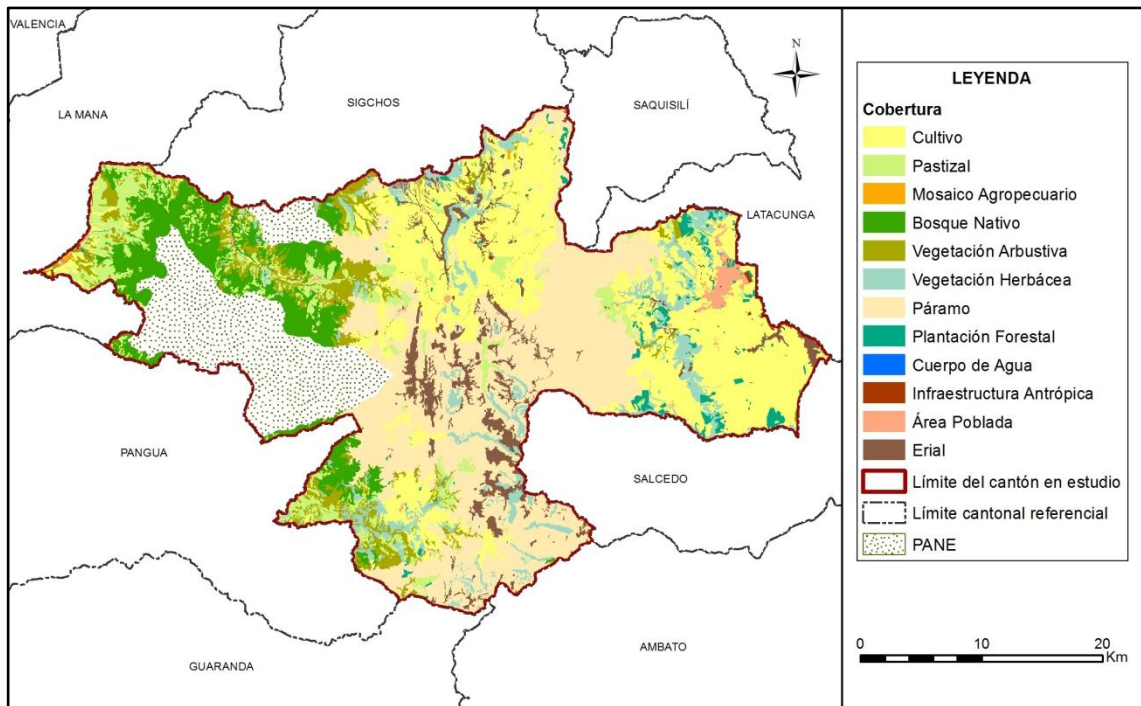 VALENCIA
LA MANA
SIGCHOS
SAQUISILÍ
LATACUNGA
PANGUA
SALCEDO
GUARANDA
AMBATO
N
LEYENDA
Cobertura
Cultivo
Pastizal
Mosaico Agropecuario
Bosque Nativo
Vegetación Arbustiva
Vegetación Herbácea
Páramo
Plantación Forestal
Cuerpo de Agua
Infraestructura Antrópica
Área Poblada
Erial
Límite del cantón en estudio
Límite cantonal referencial
PANE
0 10 20
Km